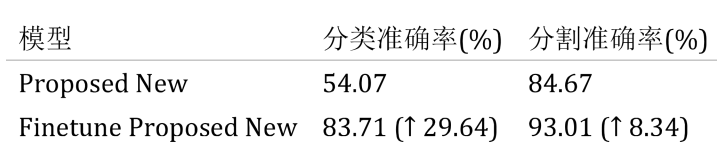 模型 分类准确率(%) 分割准确率(%)
Proposed New 54.07 84.67
Finetune Proposed New 83.71 (↑ 29.64) 93.01 (↑ 8.34)